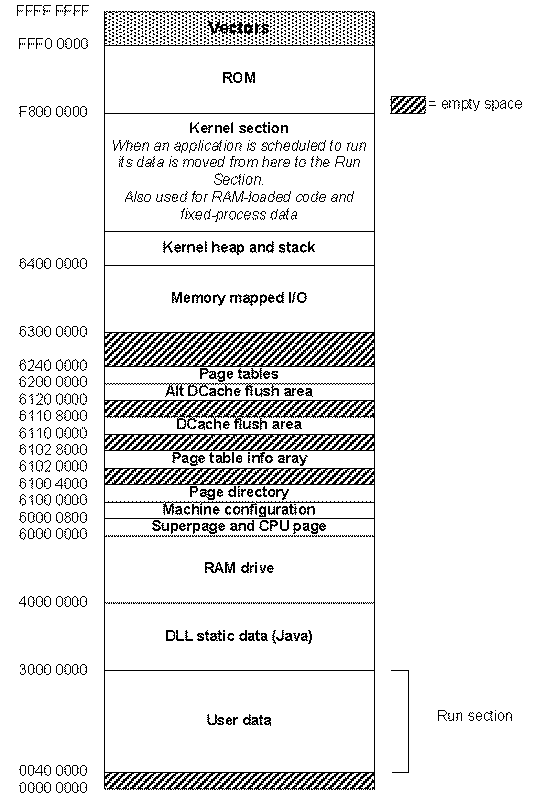 FFFF FFFF
Vectors
FFF0 0000
ROM
F800 0000
= empty space
Kernel section
When an application is scheduled to run
its data is moved from here to the Run
Section.
Also used for RAM-loaded code and
fixed-process data
Kernel heap and stack
6400 0000
Memory mapped I/O
6300 0000
6240 0000
Page tables
6200 0000
Alt DCache flush area
6120 0000
6110 8000
DCache flush area
6110 0000
6102 8000
Page table info aray
6102 0000
6100 4000
Page directory
6100 0000
Machine configuration
6000 0800
Superpage and CPU page
6000 0000
RAM drive
4000 0000
DLL static data (Java)
3000 0000
User data
Run section
0040 0000
0000 0000